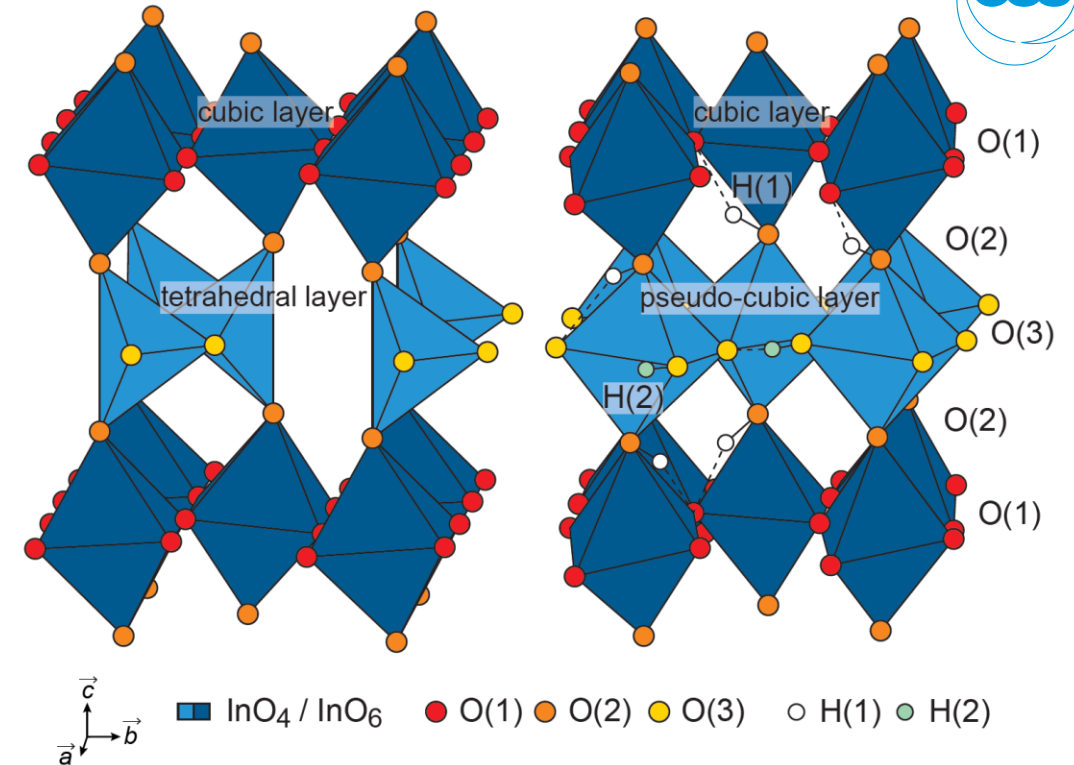 cubic layer
cubic layer
O(1)
H(1)
O(2)
tetrahedral layer
pseudo-cubic layer
O(3)
H(2)
O(2)
O(1)
c
b
a
InO₄ / InO₆ O(1) O(2) O(3) H(1) H(2)